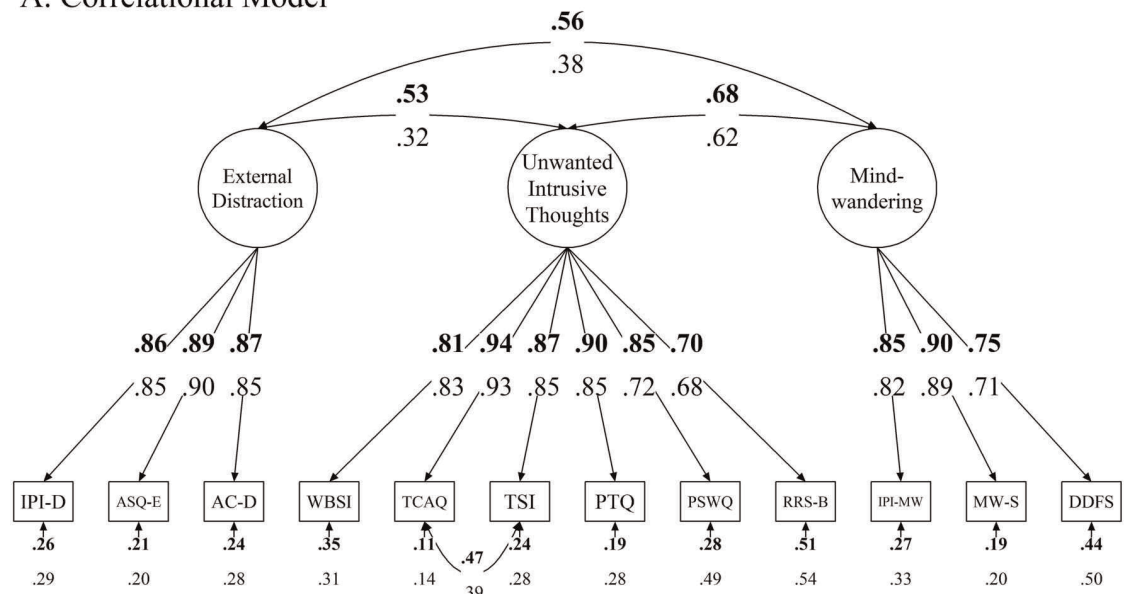 A. Correlational Model
.56
.38
.53
.68
.32
.62
External
Distraction
Unwanted
Intrusive
Thoughts
Mind-
wandering
.86 .89 .87 .81 .94 .87 .90 .85 .70 .85 .90 .75
.85 .90 .85 .83 .93 .85 .85 .72 .68 .82 .89 .71
IPI-D ASQ-E AC-D WBSI TCAQ TSI PTQ PSWQ RRS-B IPI-MW MW-S DDFS
.26 .21 .24 .35 .11 .47 .24 .19 .28 .51 .27 .19 .44
.29 .20 .28 .31 .14 .39 .28 .28 .49 .54 .33 .20 .50